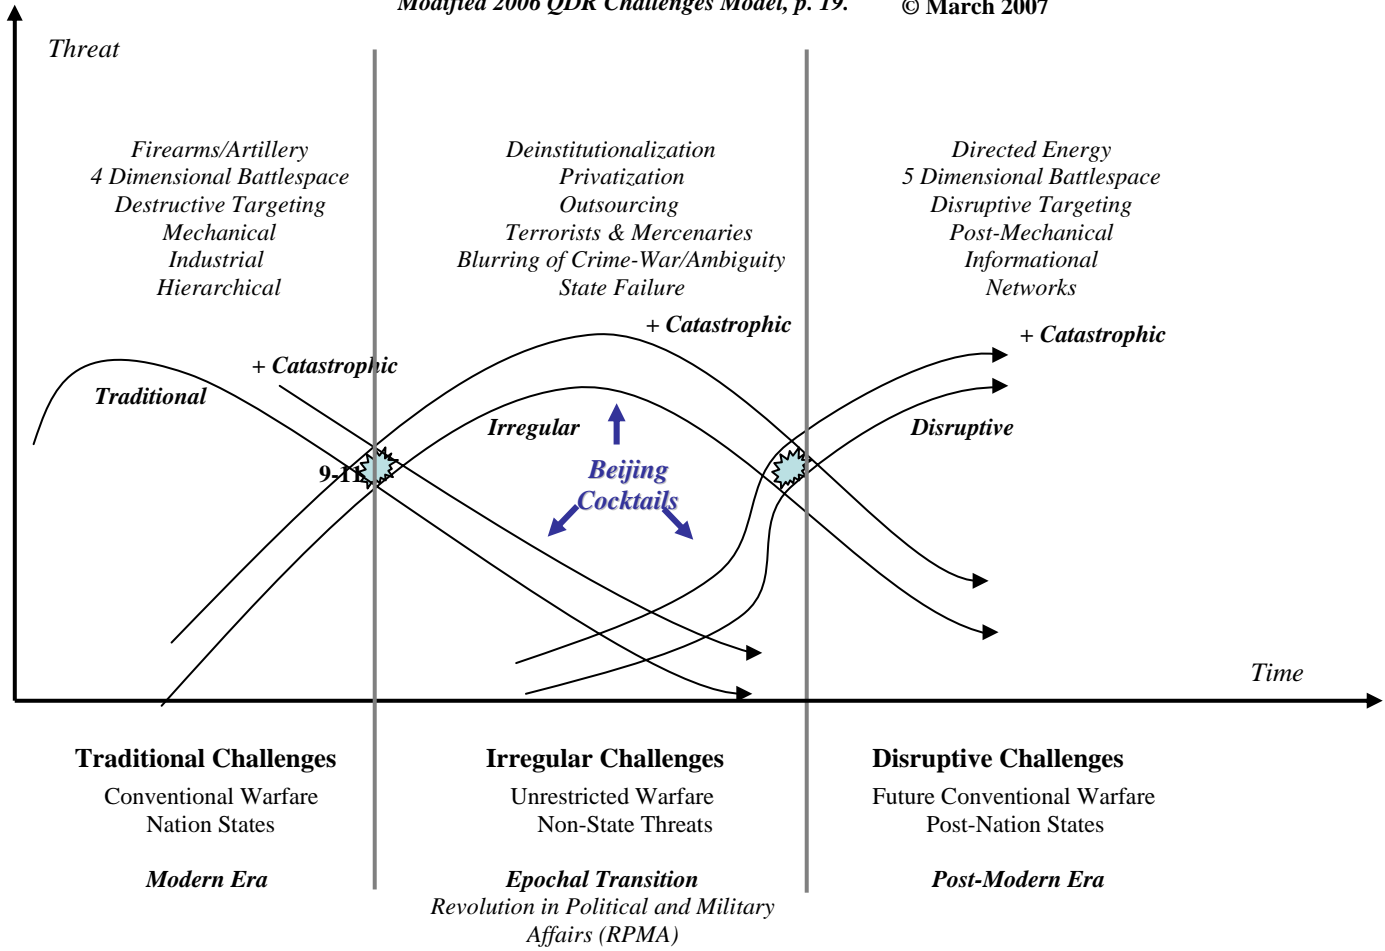 Modified 2006 QDR Challenges Model, p. 19.
© March 2007
Threat
Firearms/Artillery
4 Dimensional Battlespace
Destructive Targeting
Mechanical
Industrial
Hierarchical
Deinstitutionalization
Privatization
Outsourcing
Terrorists & Mercenaries
Blurring of Crime-War/Ambiguity
State Failure
Directed Energy
5 Dimensional Battlespace
Disruptive Targeting
Post-Mechanical
Informational
Networks
+ Catastrophic
+ Catastrophic
+ Catastrophic
Traditional
Irregular
Disruptive
9-11
Beijing
Cocktails
Time
Traditional Challenges
Conventional Warfare
Nation States
Modern Era
Irregular Challenges
Unrestricted Warfare
Non-State Threats
Epochal Transition
Revolution in Political and Military
Affairs (RPMA)
Disruptive Challenges
Future Conventional Warfare
Post-Nation States
Post-Modern Era